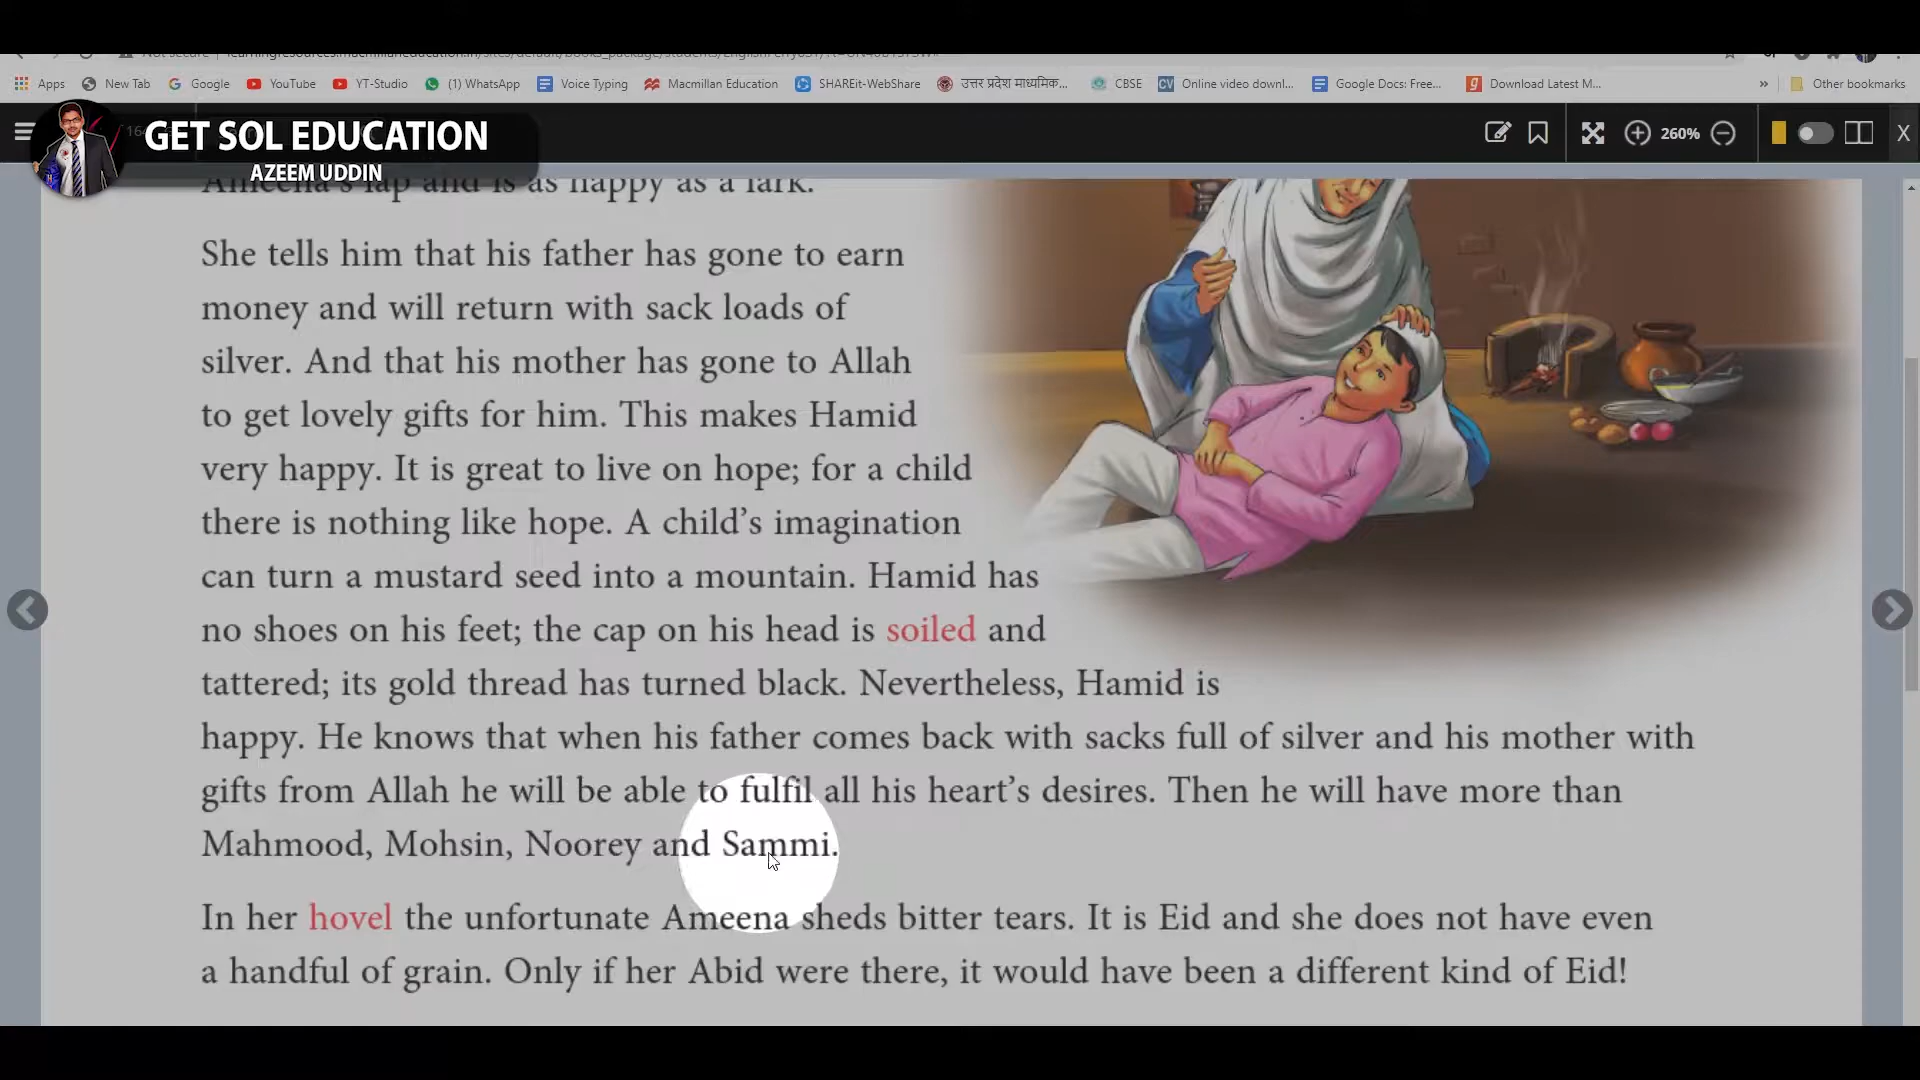 Apps New Tab Google YouTube YT-Studio (1) WhatsApp Voice Typing Macmillan Education SHAREit-WebShare उत्तर प्रदेश माध्यमिक... CBSE Online video downl... Google Docs: Free... Download Latest M... » Other bookmarks
GET SOL EDUCATION
AZEEM UDDIN
260%
X
Ameena's lap and is as happy as a lark.
She tells him that his father has gone to earn
money and will return with sack loads of
silver. And that his mother has gone to Allah
to get lovely gifts for him. This makes Hamid
very happy. It is great to live on hope; for a child
there is nothing like hope. A child’s imagination
can turn a mustard seed into a mountain. Hamid has
no shoes on his feet; the cap on his head is soiled and
tattered; its gold thread has turned black. Nevertheless, Hamid is
happy. He knows that when his father comes back with sacks full of silver and his mother with
gifts from Allah he will be able to fulfil all his heart’s desires. Then he will have more than
Mahmood, Mohsin, Noorey and Sammi.
In her hovel the unfortunate Ameena sheds bitter tears. It is Eid and she does not have even
a handful of grain. Only if her Abid were there, it would have been a different kind of Eid!